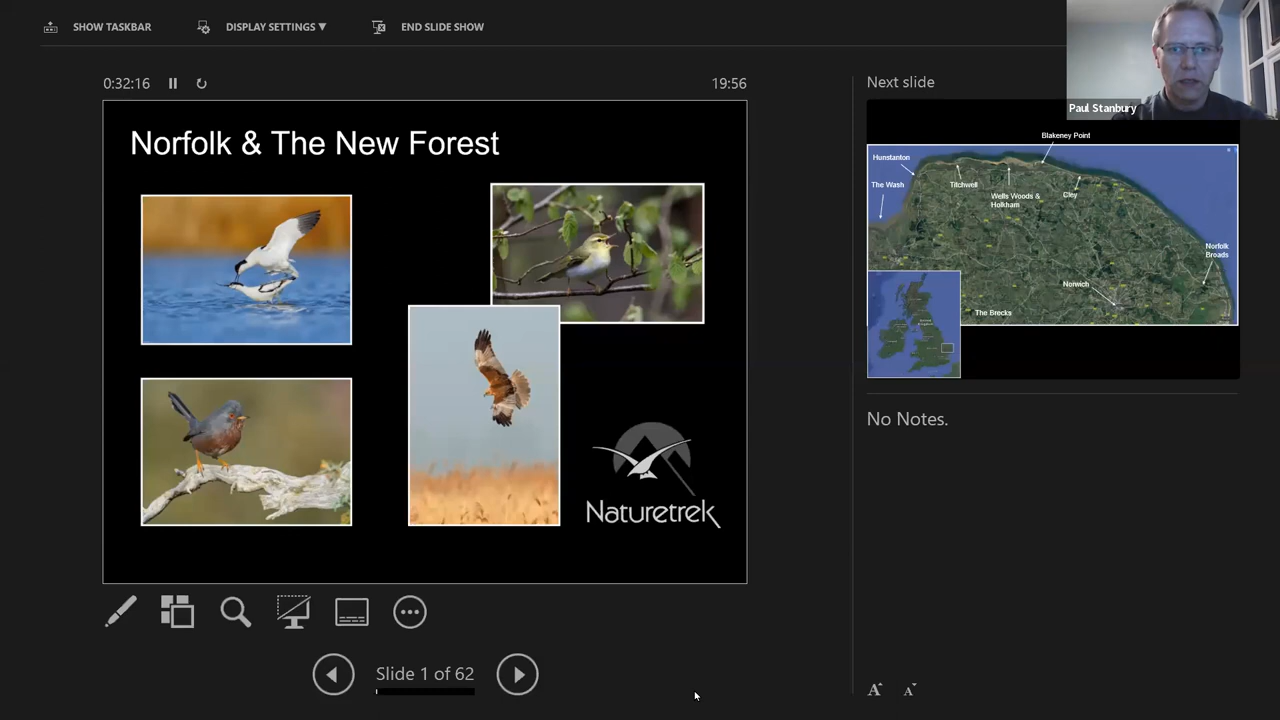 SHOW TASKBAR
DISPLAY SETTINGS ▼
END SLIDE SHOW
Paul Stanbury
0:32:16
19:56
Next slide
Norfolk & The New Forest
Naturetrek
Blakeney Point
Hunstanton
The Wash
Titchwell
Wells Woods &
Holkham
Cley
Norfolk
Broads
Norwich
The Brecks
No Notes.
Slide 1 of 62
A A